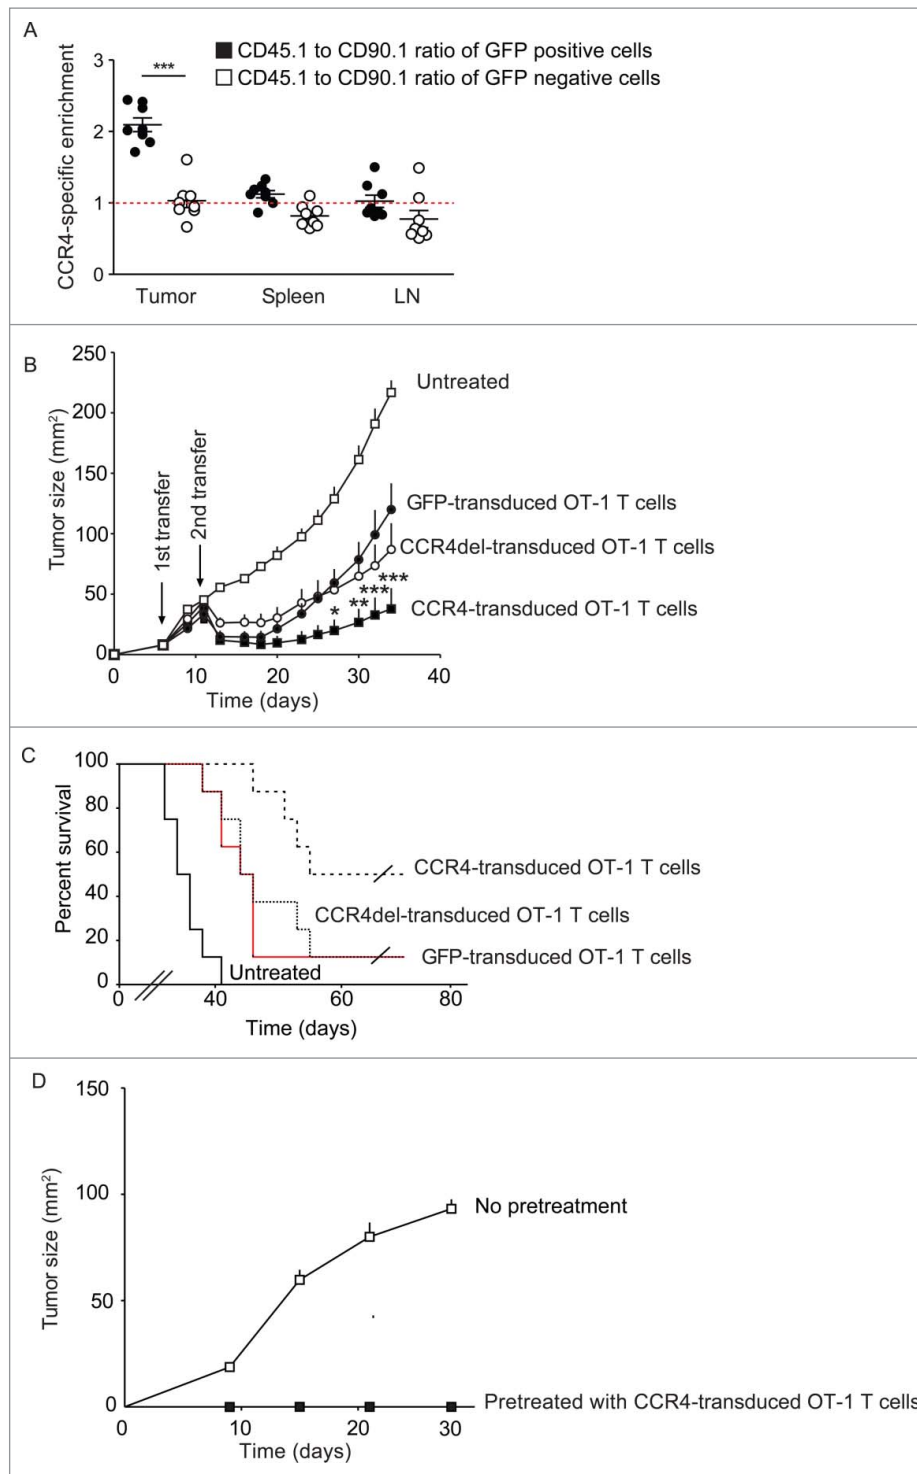 A
CD45.1 to CD90.1 ratio of GFP positive cells
CD45.1 to CD90.1 ratio of GFP negative cells
CCR4-specific enrichment
3
2
1
0
***
Tumor
Spleen
LN
B
Tumor size (mm²)
250
200
150
100
50
0
1st transfer
2nd transfer
Untreated
GFP-transduced OT-1 T cells
CCR4del-transduced OT-1 T cells
CCR4-transduced OT-1 T cells
*
**
***
***
0
10
20
30
40
Time (days)
C
Percent survival
100
80
60
40
20
0
CCR4-transduced OT-1 T cells
CCR4del-transduced OT-1 T cells
GFP-transduced OT-1 T cells
Untreated
0
40
60
80
Time (days)
D
Tumor size (mm²)
150
100
50
0
No pretreatment
Pretreated with CCR4-transduced OT-1 T cells
0
10
20
30
Time (days)